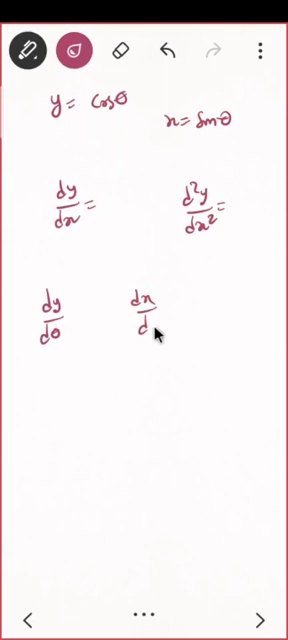 y = cosθ
x = sinθ
dy/dx =
d²y/dx² =
dy/dθ
dx/d